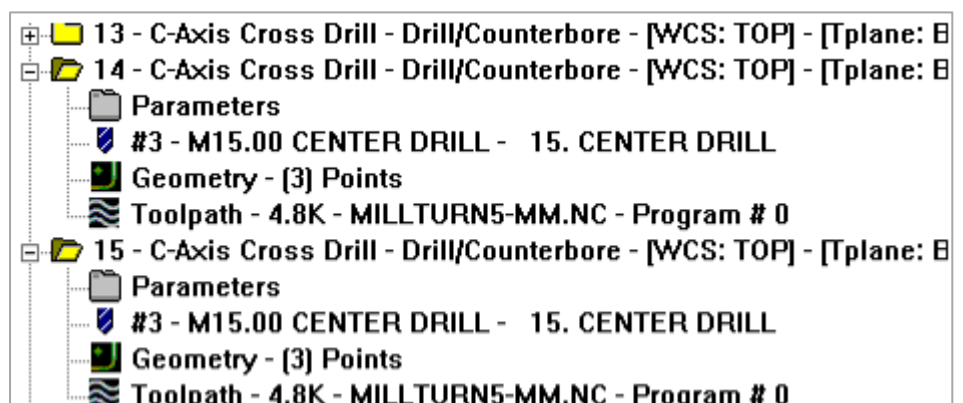 13 - C-Axis Cross Drill - Drill/Counterbore - [WCS: TOP] - [Tplane:
14 - C-Axis Cross Drill - Drill/Counterbore - [WCS: TOP] - [Tplane:
Parameters
#3 - M15.00 CENTER DRILL - 15. CENTER DRILL
Geometry - (3) Points
Toolpath - 4.8K - MILLTURN5-MM.NC - Program # 0
15 - C-Axis Cross Drill - Drill/Counterbore - [WCS: TOP] - [Tplane:
Parameters
#3 - M15.00 CENTER DRILL - 15. CENTER DRILL
Geometry - (3) Points
Toolpath - 4.8K - MILLTURN5-MM.NC - Program # 0